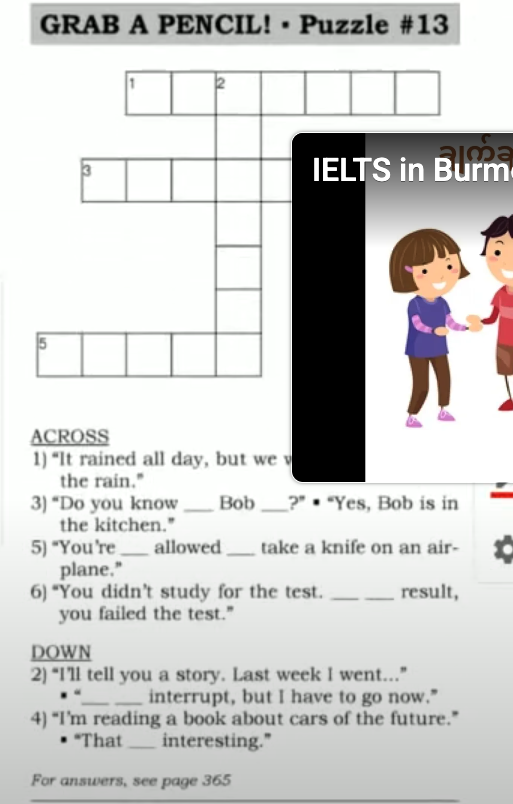 GRAB A PENCIL! • Puzzle #13
1
2
3
IELTS in Burm
5
ACROSS
1) “It rained all day, but we
the rain.”
3) “Do you know ___ Bob ___?” ▪ “Yes, Bob is in
the kitchen.”
5) “You're ___ allowed ___ take a knife on an air-
plane.”
6) “You didn't study for the test. ___ ___ result,
you failed the test.”
DOWN
2) “I'll tell you a story. Last week I went...”
▪ “___ ___ interrupt, but I have to go now.”
4) “I'm reading a book about cars of the future.”
▪ “That ___ interesting.”
For answers, see page 365